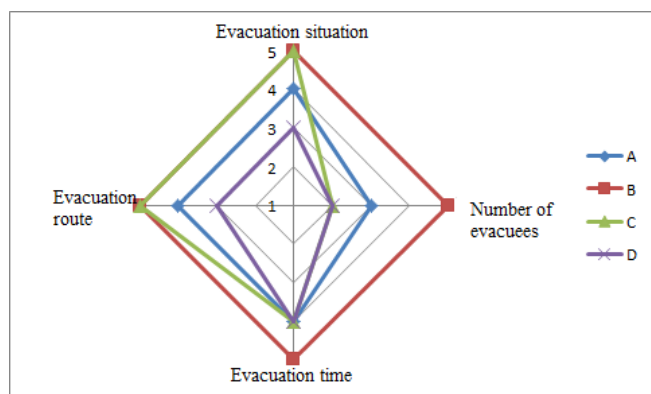 Evacuation situation
5
4
3
2
1
Evacuation
route
Number of
evacuees
Evacuation time
A
B
C
D